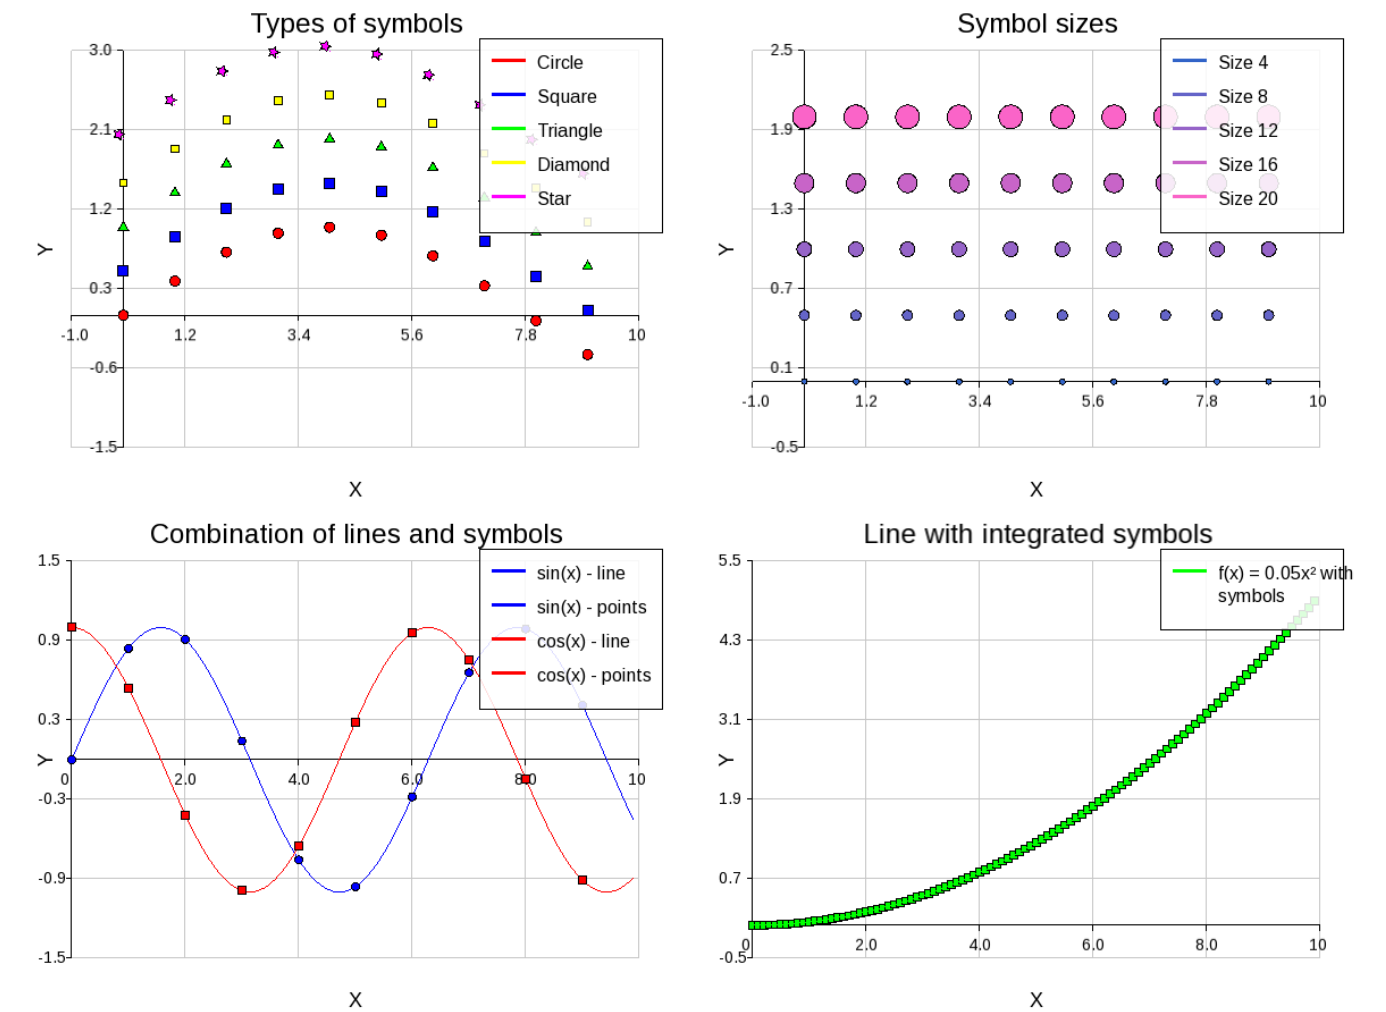 Types of symbols
3.0
2.1
1.2
0.3
-0.6
-1.5
Y
-1.0
1.2
3.4
5.6
7.8
10
X
Circle
Square
Triangle
Diamond
Star
Symbol sizes
2.5
1.9
1.3
0.7
0.1
-0.5
Y
-1.0
1.2
3.4
5.6
7.8
10
X
Size 4
Size 8
Size 12
Size 16
Size 20
Combination of lines and symbols
1.5
0.9
0.3
-0.3
-0.9
-1.5
Y
0
2.0
4.0
6.0
8.0
10
X
sin(x) - line
sin(x) - points
cos(x) - line
cos(x) - points
Line with integrated symbols
5.5
4.3
3.1
1.9
0.7
-0.5
Y
0
2.0
4.0
6.0
8.0
10
X
f(x) = 0.05x² with
symbols